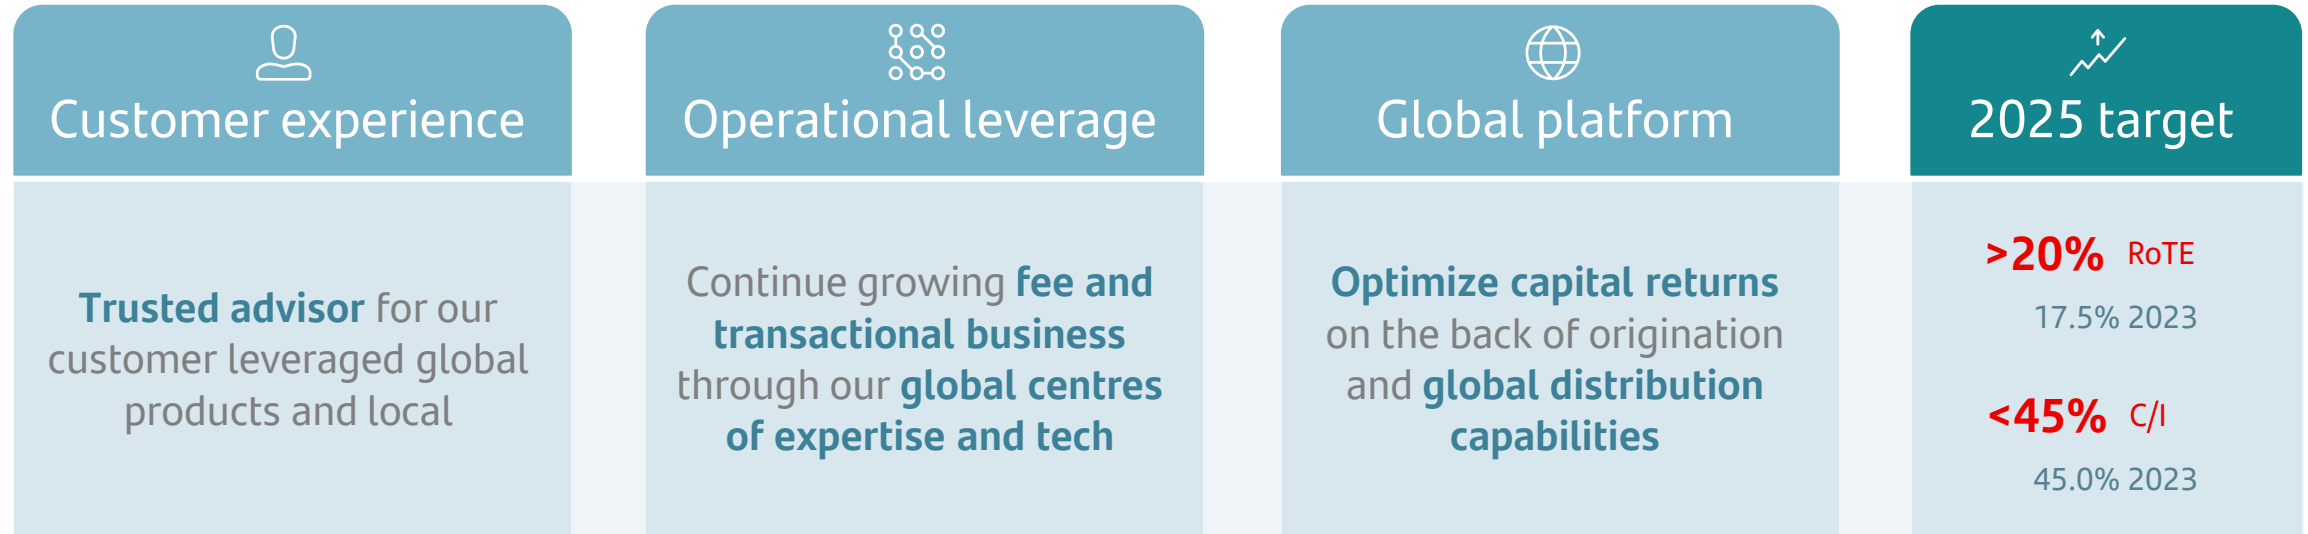 Customer experience
Trusted advisor for our
customer leveraged global
products and local
Operational leverage
Continue growing fee and
transactional business
through our global centres
of expertise and tech
Global platform
Optimize capital returns
on the back of origination
and global distribution
capabilities
2025 target
>20% RoTE
17.5% 2023
<45% C/I
45.0% 2023